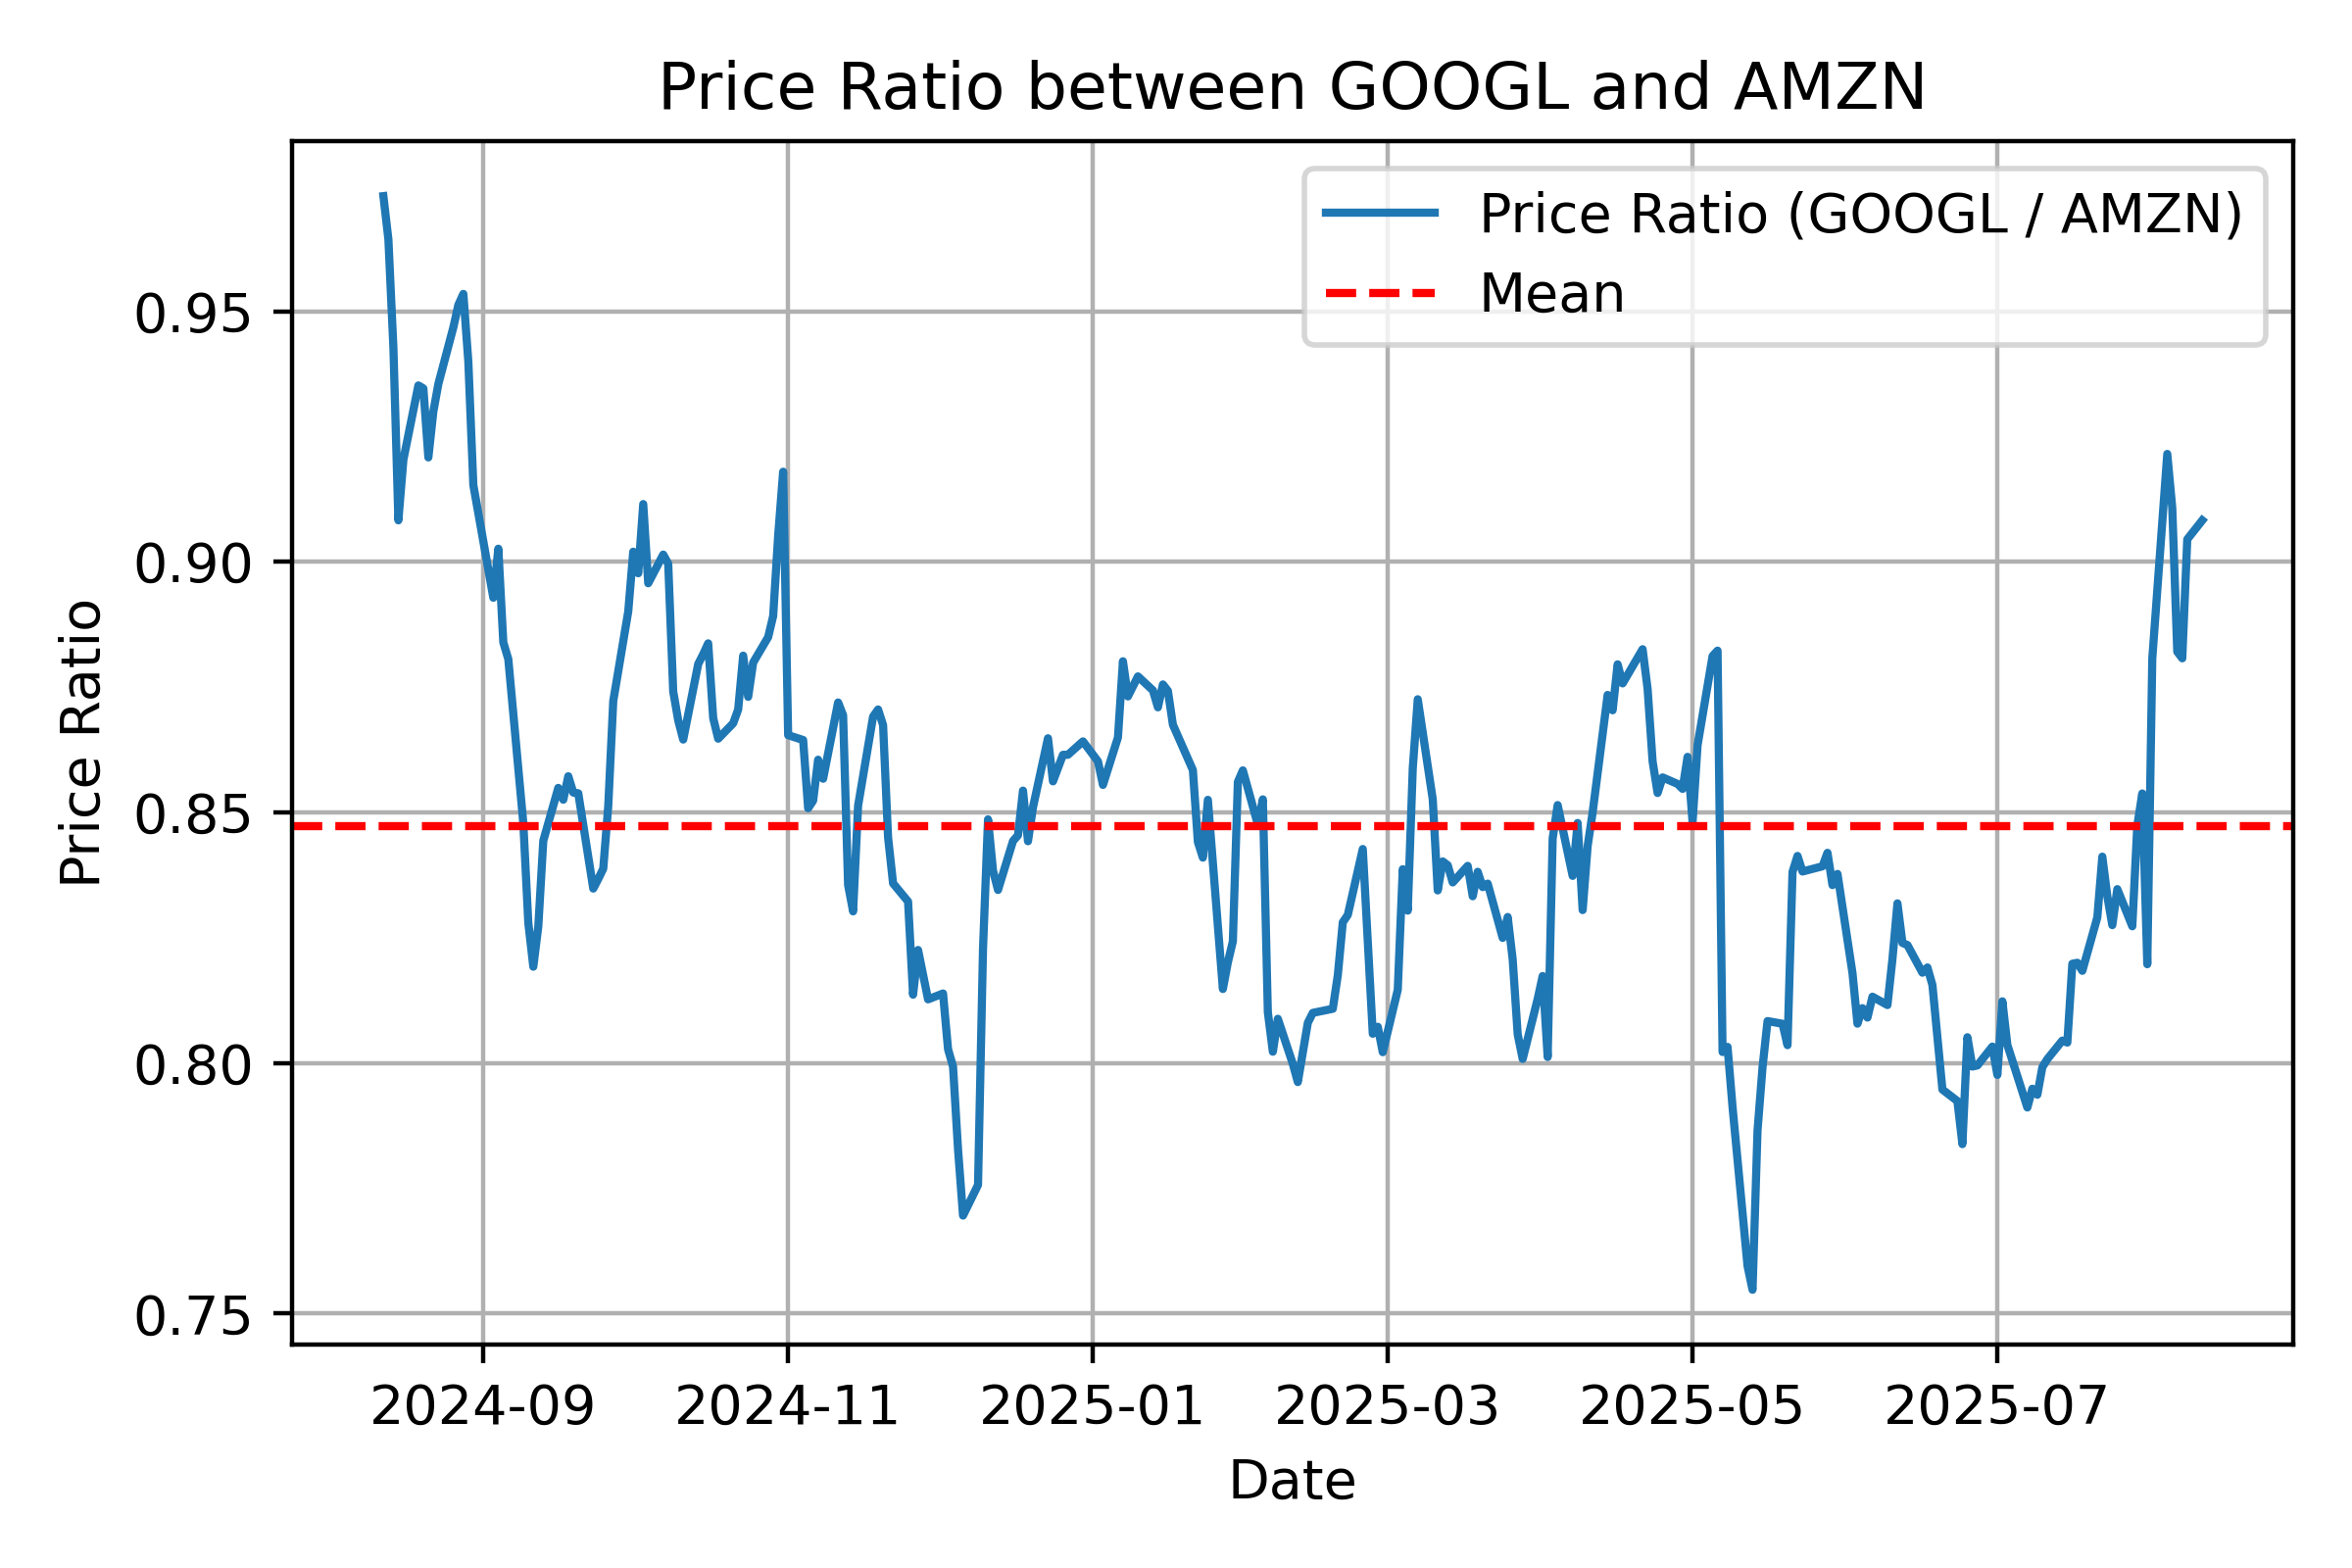 Price Ratio between GOOGL and AMZN
Price Ratio (GOOGL / AMZN)
Mean
0.95
0.90
0.85
0.80
0.75
Price Ratio
2024-09 2024-11 2025-01 2025-03 2025-05 2025-07
Date